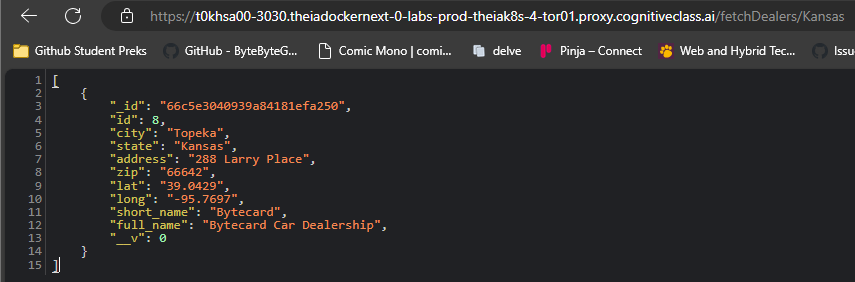 https://t0khsa00-3030.theiadockernext-0-labs-prod-theiak8s-4-tor01.proxy.cognitiveclass.ai/fetchDealers/Kansas
Github Student Preks GitHub - ByteByteG... Comic Mono | comi... delve Pinja – Connect Web and Hybrid Tec... Issu
1 [
2 {
3 "_id": "66c5e3040939a84181efa250",
4 "id": 8,
5 "city": "Topeka",
6 "state": "Kansas",
7 "address": "288 Larry Place",
8 "zip": "66642",
9 "lat": "39.0429",
10 "long": "-95.7697",
11 "short_name": "Bytecard",
12 "full_name": "Bytecard Car Dealership",
13 "__v": 0
14 }
15 ]